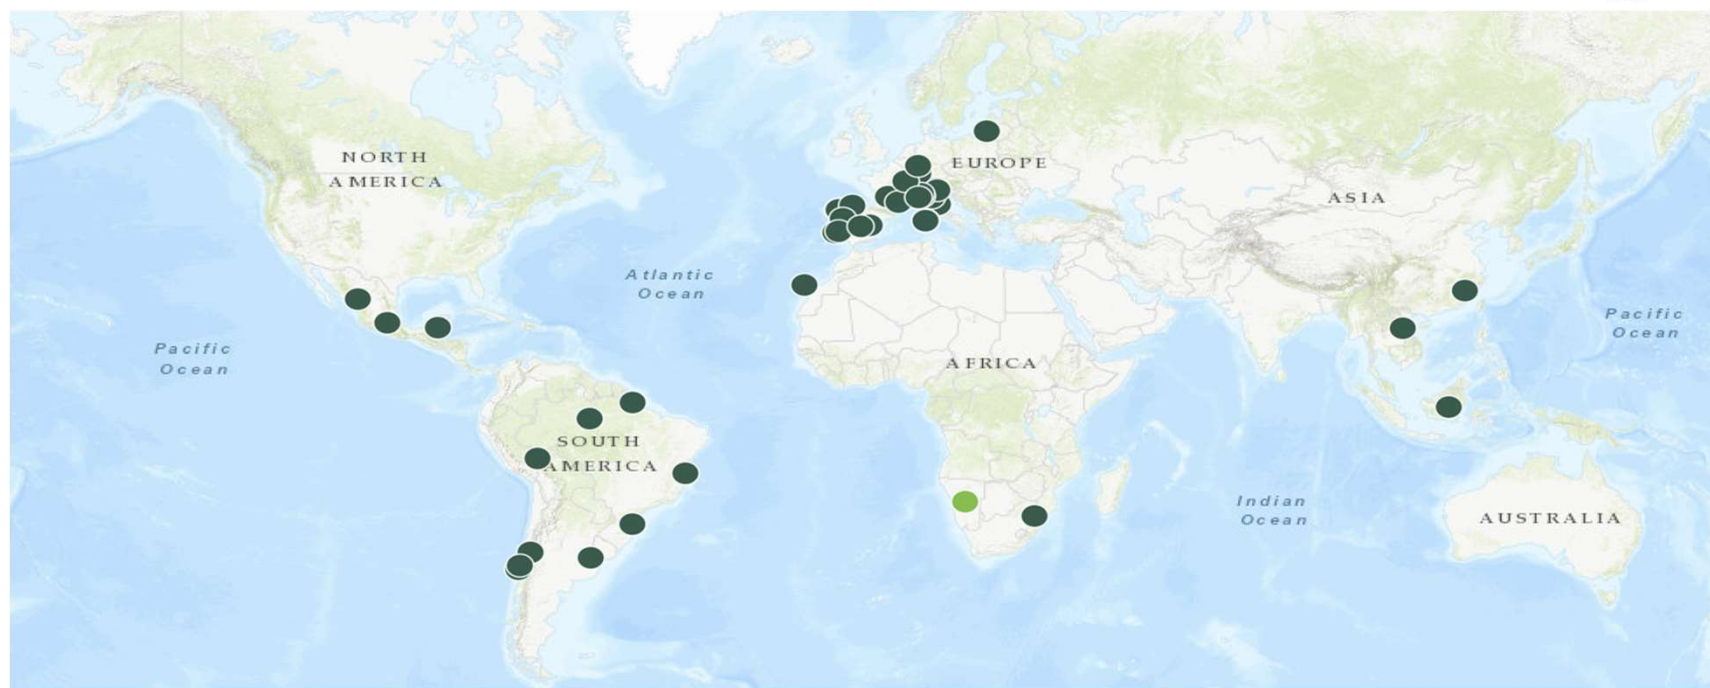 NORTH
AMERICA
EUROPE
ASIA
Atlantic
Ocean
Pacific
Ocean
Pacific
Ocean
AFRICA
SOUTH
AMERICA
Indian
Ocean
AUSTRALIA